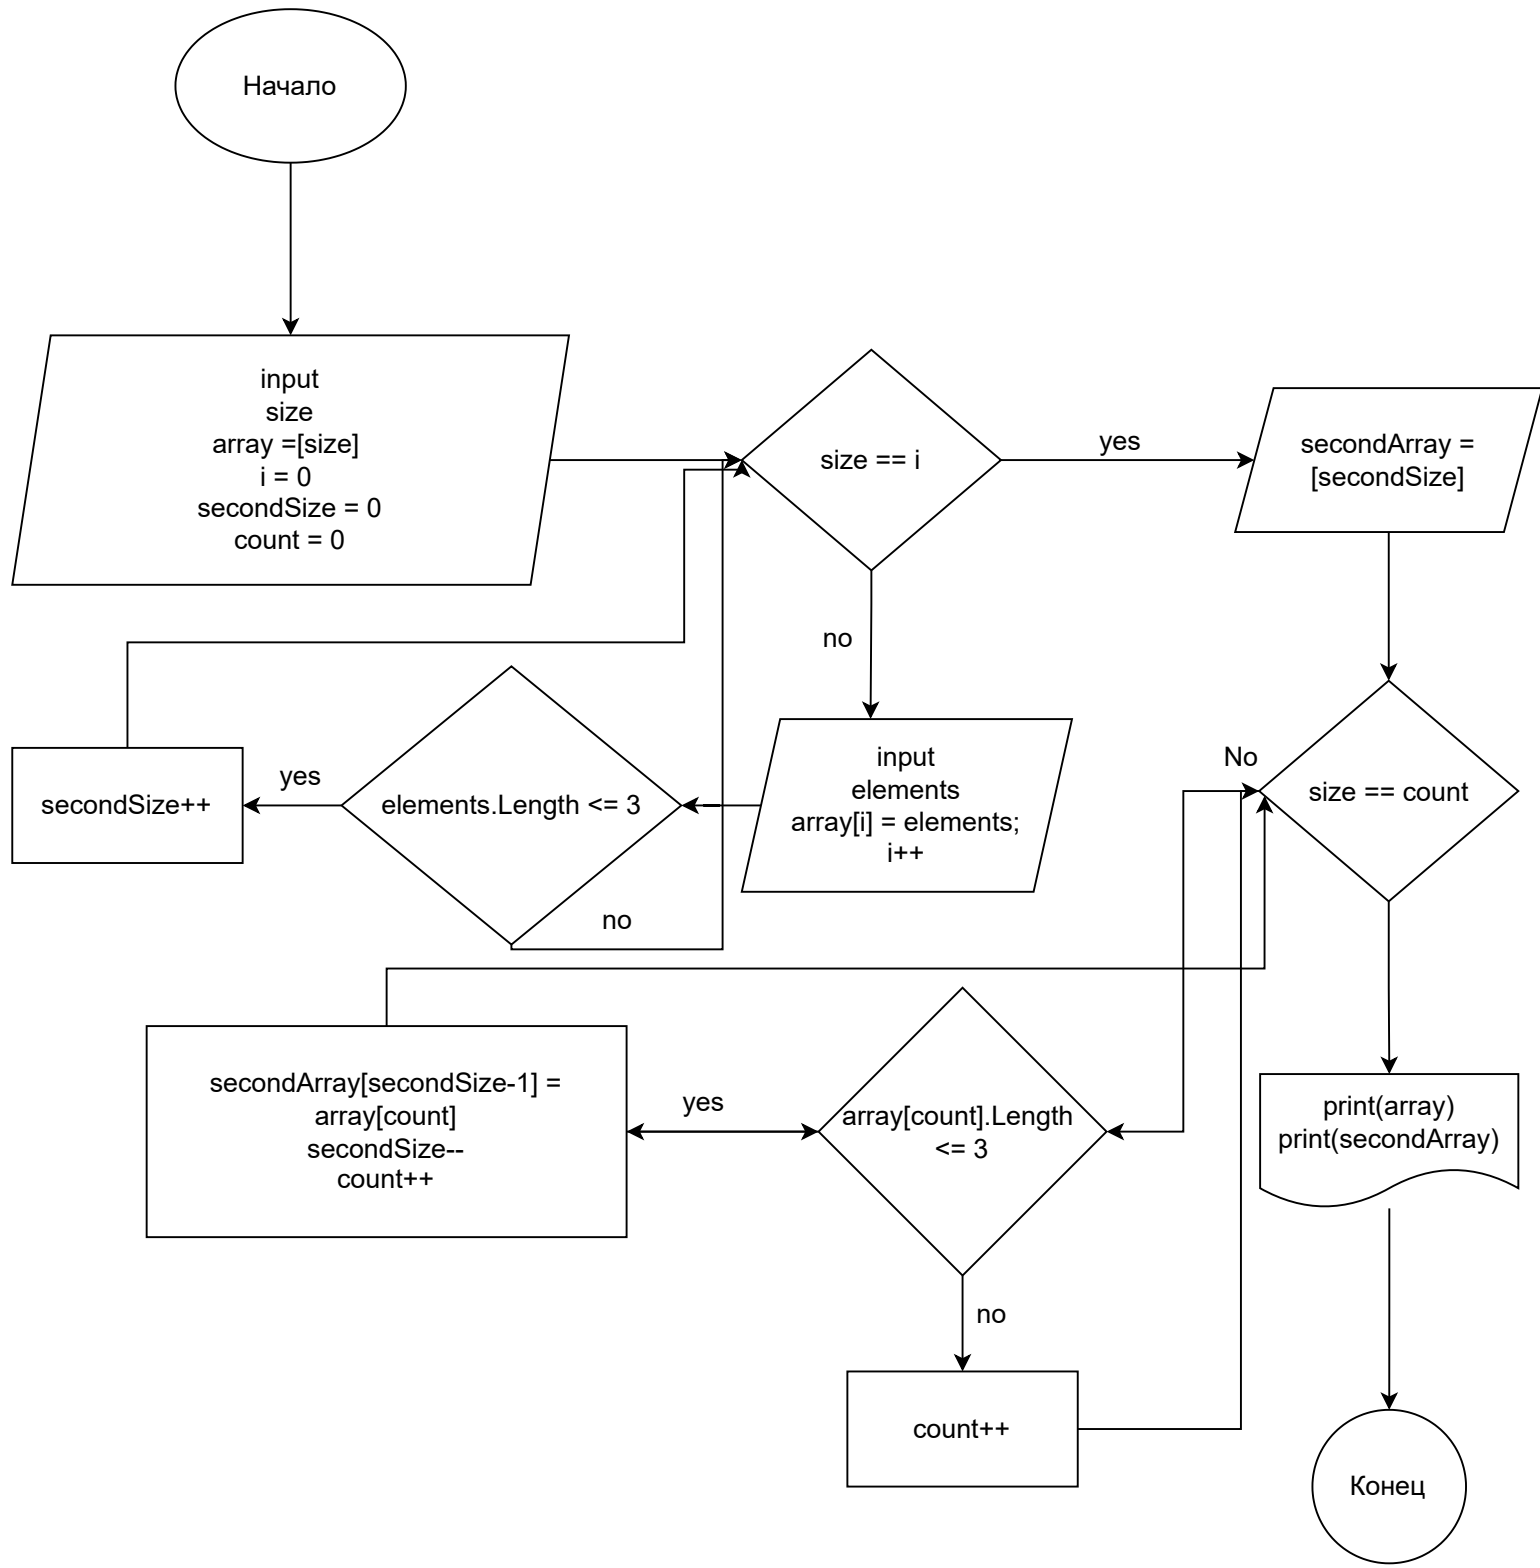 Начало
input
size
array =[size]
i = 0
secondSize = 0
count = 0
size == i
yes
secondArray =
[secondSize]
no
input
elements
array[i] = elements;
i++
elements.Length <= 3
yes
secondSize++
no
No
size == count
secondArray[secondSize-1] =
array[count]
secondSize--
count++
yes
array[count].Length
<= 3
no
count++
print(array)
print(secondArray)
Конец